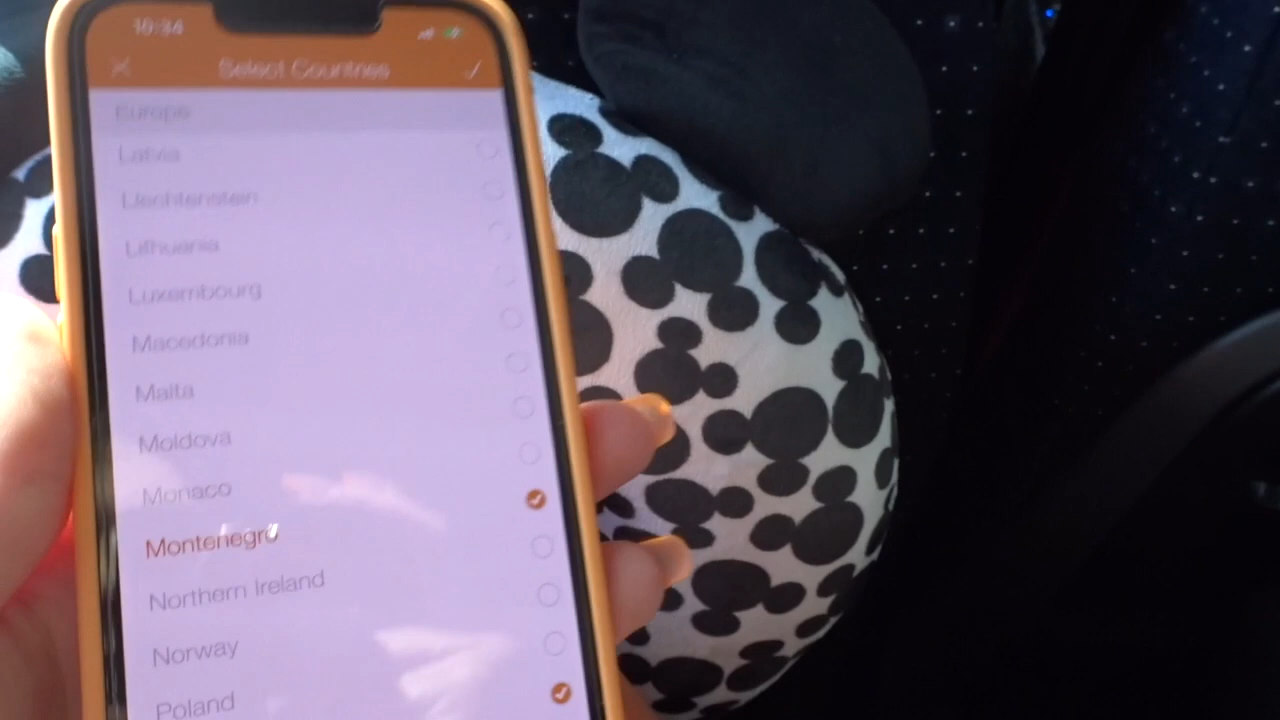 10:34
Select Countries
Europe
Latvia
Liechtenstein
Lithuania
Luxembourg
Macedonia
Malta
Moldova
Monaco
Montenegro
Northern Ireland
Norway
Poland